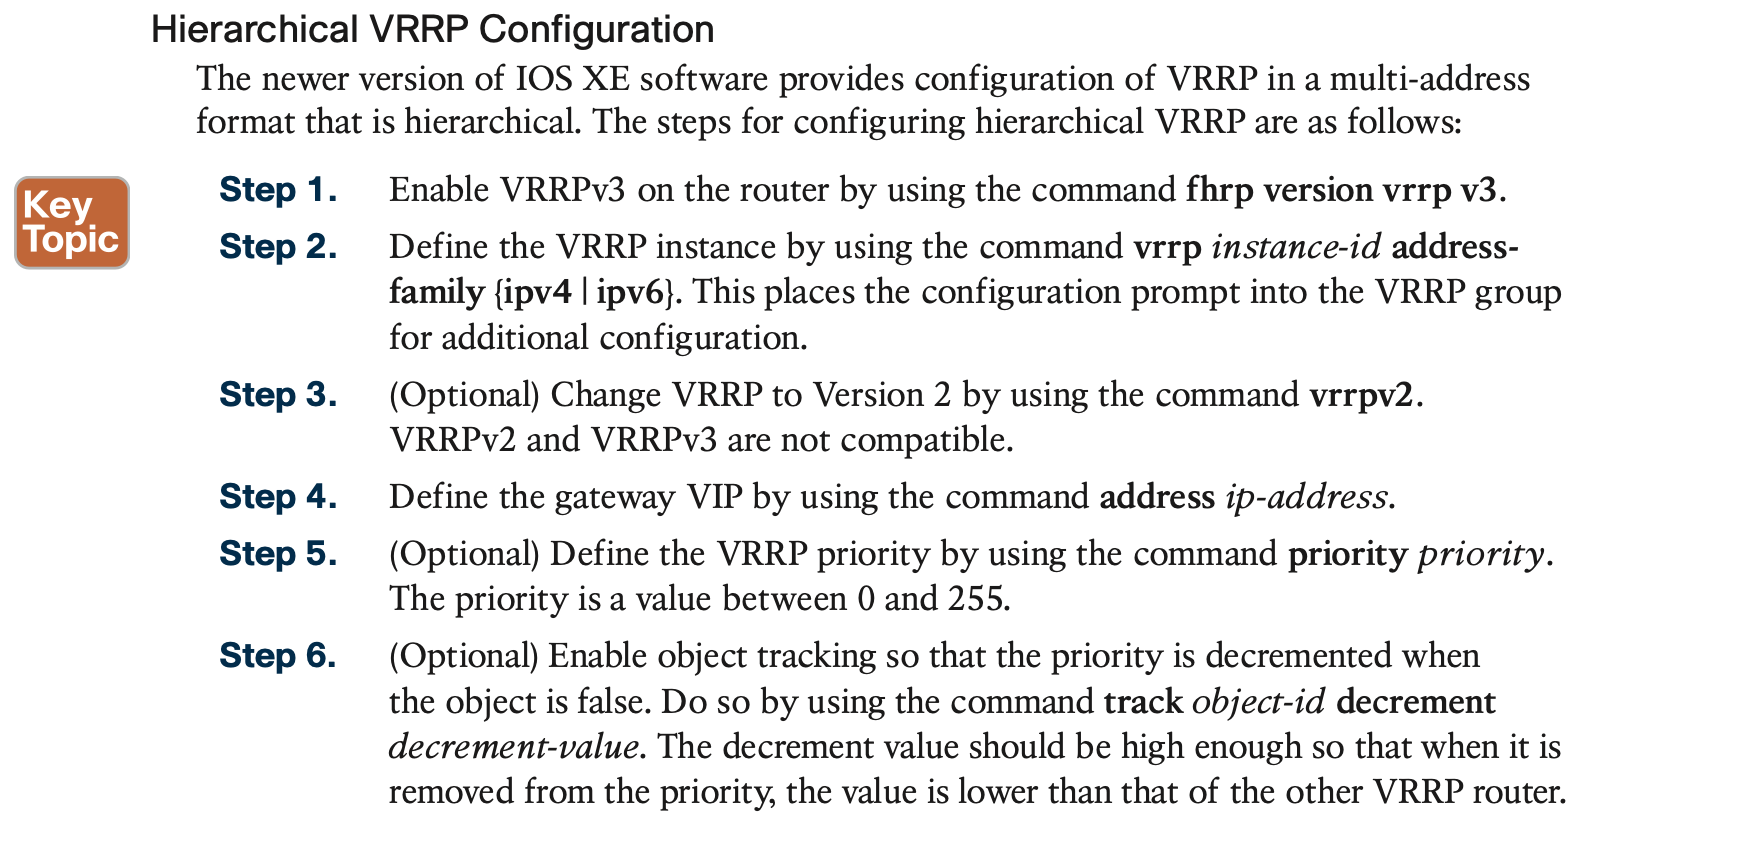 Hierarchical VRRP Configuration
The newer version of IOS XE software provides configuration of VRRP in a multi-address
format that is hierarchical. The steps for configuring hierarchical VRRP are as follows:
Key
Topic
Step 1. Enable VRRPv3 on the router by using the command fhrp version vrrp v3.
Step 2. Define the VRRP instance by using the command vrrp instance-id address-
family {ipv4 | ipv6}. This places the configuration prompt into the VRRP group
for additional configuration.
Step 3. (Optional) Change VRRP to Version 2 by using the command vrrpv2.
VRRPv2 and VRRPv3 are not compatible.
Step 4. Define the gateway VIP by using the command address ip-address.
Step 5. (Optional) Define the VRRP priority by using the command priority priority.
The priority is a value between 0 and 255.
Step 6. (Optional) Enable object tracking so that the priority is decremented when
the object is false. Do so by using the command track object-id decrement
decrement-value. The decrement value should be high enough so that when it is
removed from the priority, the value is lower than that of the other VRRP router.